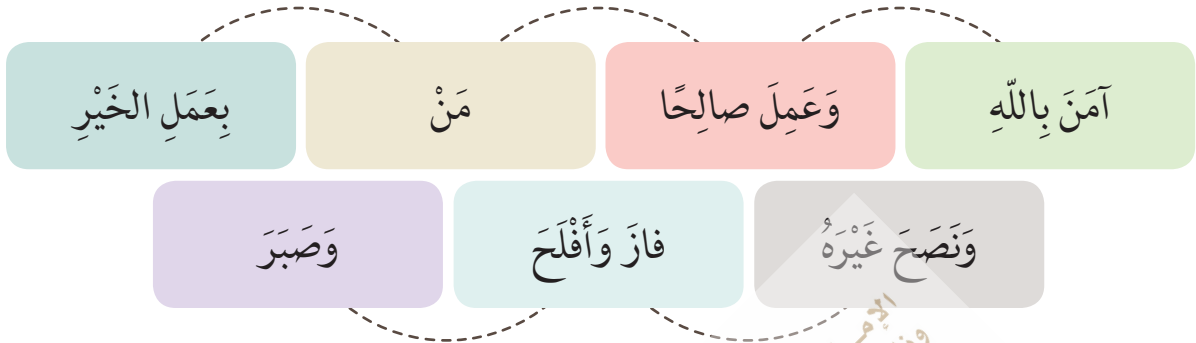 آمَنَ بِاللّهِ وَعَمِلَ صالِحًا مَنْ بِعَمَلِ الخَيْرِ
وَنَصَحَ غَيْرَهُ فازَ وَأَفْلَحَ وَصَبَرَ